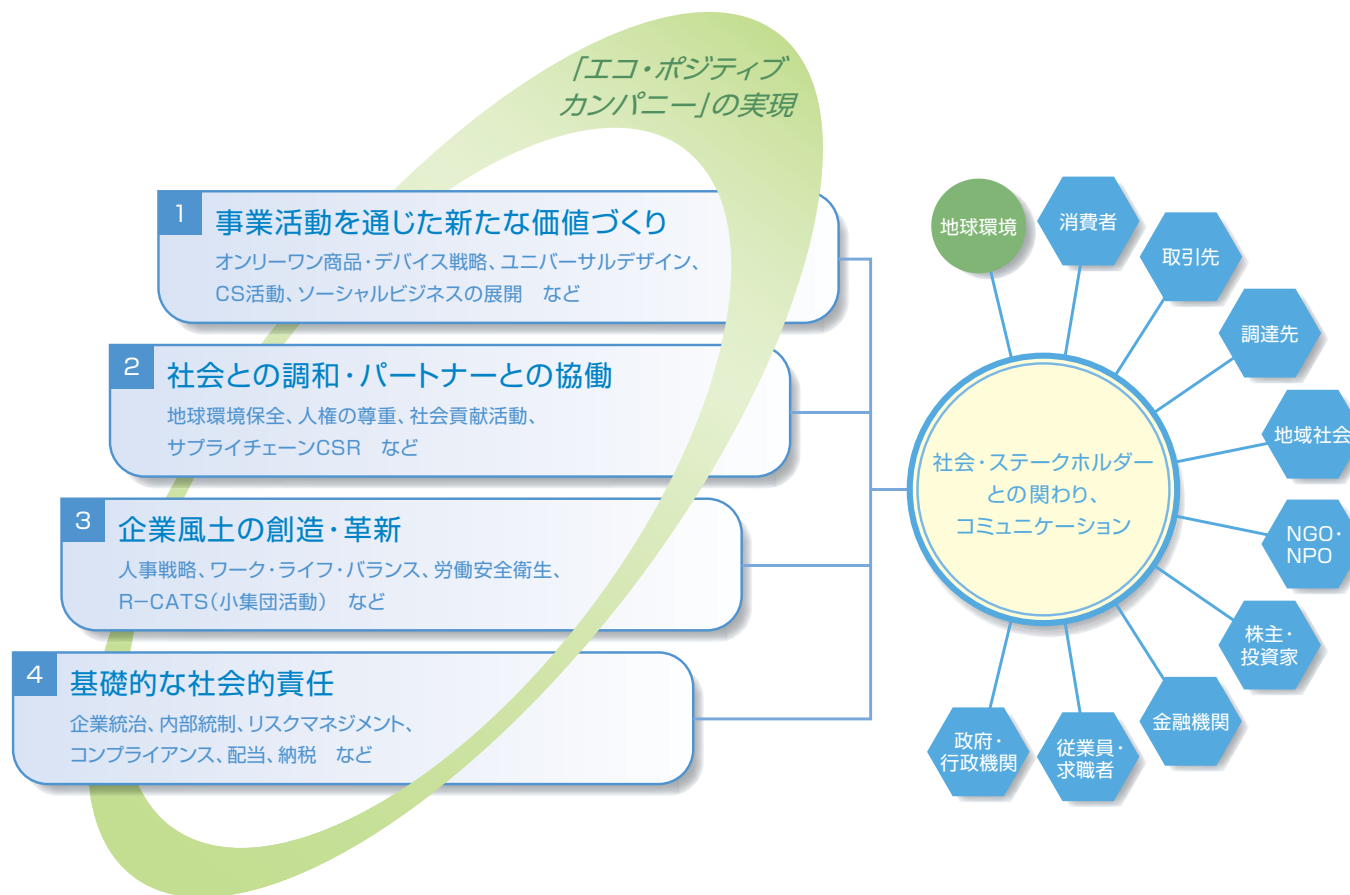 「エコ・ポジティブ
カンパニー」の実現
1
事業活動を通じた新たな価値づくり
オンリーワン商品・デバイス戦略、ユニバーサルデザイン、
CS活動、ソーシャルビジネスの展開　など
2
社会との調和・パートナーとの協働
地球環境保全、人権の尊重、社会貢献活動、
サプライチェーンCSR　など
3
企業風土の創造・革新
人事戦略、ワーク・ライフ・バランス、労働安全衛生、
R−CATS（小集団活動）　など
4
基礎的な社会的責任
企業統治、内部統制、リスクマネジメント、
コンプライアンス、配当、納税　など
社会・ステークホルダー
との関わり、
コミュニケーション
地球環境
消費者
取引先
調達先
地域社会
NGO・
NPO
株主・
投資家
金融機関
従業員・
求職者
政府・
行政機関